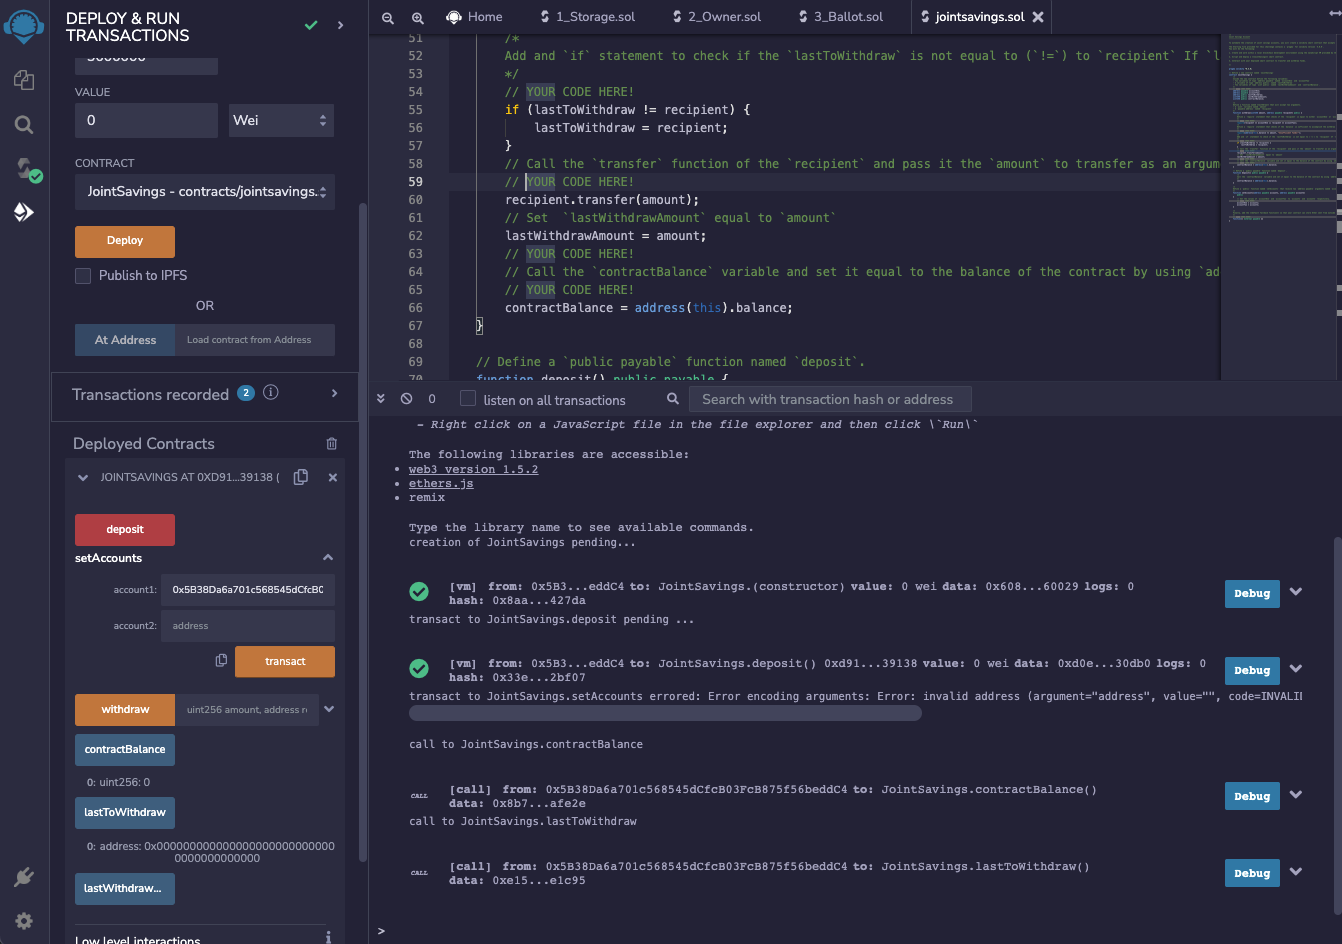 DEPLOY & RUN
TRANSACTIONS
VALUE
0
Wei
CONTRACT
JointSavings - contracts/jointsavings.
Deploy
Publish to IPFS
OR
At Address
Load contract from Address
Transactions recorded 2
Deployed Contracts
JOINTSAVINGS AT 0XD91...39138 (
deposit
setAccounts
account1: 0x5B38Da6a701c568545dCfcB0
account2: address
transact
withdraw
uint256 amount, address r
contractBalance
0: uint256: 0
lastToWithdraw
0: address: 0x0000000000000000000000000000
000000000000
lastWithdraw...
Low level interactions
Home
1_Storage.sol
2_Owner.sol
3_Ballot.sol
jointsavings.sol
51 /*
52 Add and `if` statement to check if the `lastToWithdraw` is not equal to (`!=`) to `recipient` If `l
53 */
54 // YOUR CODE HERE!
55 if (lastToWithdraw != recipient) {
56 lastToWithdraw = recipient;
57 }
58 // Call the `transfer` function of the `recipient` and pass it the `amount` to transfer as an argum
59 // YOUR CODE HERE!
60 recipient.transfer(amount);
61 // Set  `lastWithdrawAmount` equal to `amount`
62 lastWithdrawAmount = amount;
63 // YOUR CODE HERE!
64 // Call the `contractBalance` variable and set it equal to the balance of the contract by using `ad
65 // YOUR CODE HERE!
66 contractBalance = address(this).balance;
67 }
68
69 // Define a `public payable` function named `deposit`.
70 function deposit() public payable {
0
listen on all transactions
Search with transaction hash or address
- Right click on a JavaScript file in the file explorer and then click \`Run\`
The following libraries are accessible:
• web3 version 1.5.2
• ethers.js
• remix
Type the library name to see available commands.
creation of JointSavings pending...
[vm] from: 0x5B3...eddC4 to: JointSavings.(constructor) value: 0 wei data: 0x608...60029 logs: 0
hash: 0x8aa...427da
Debug
transact to JointSavings.deposit pending ...
[vm] from: 0x5B3...eddC4 to: JointSavings.deposit() 0xd91...39138 value: 0 wei data: 0xd0e...30db0 logs: 0
hash: 0x33e...2bf07
Debug
transact to JointSavings.setAccounts errored: Error encoding arguments: Error: invalid address (argument="address", value="", code=INVALI
call to JointSavings.contractBalance
CALL
[call] from: 0x5B38Da6a701c568545dCfcB03FcB875f56beddC4 to: JointSavings.contractBalance()
data: 0x8b7...afe2e
Debug
call to JointSavings.lastToWithdraw
CALL
[call] from: 0x5B38Da6a701c568545dCfcB03FcB875f56beddC4 to: JointSavings.lastToWithdraw()
data: 0xe15...e1c95
Debug
>